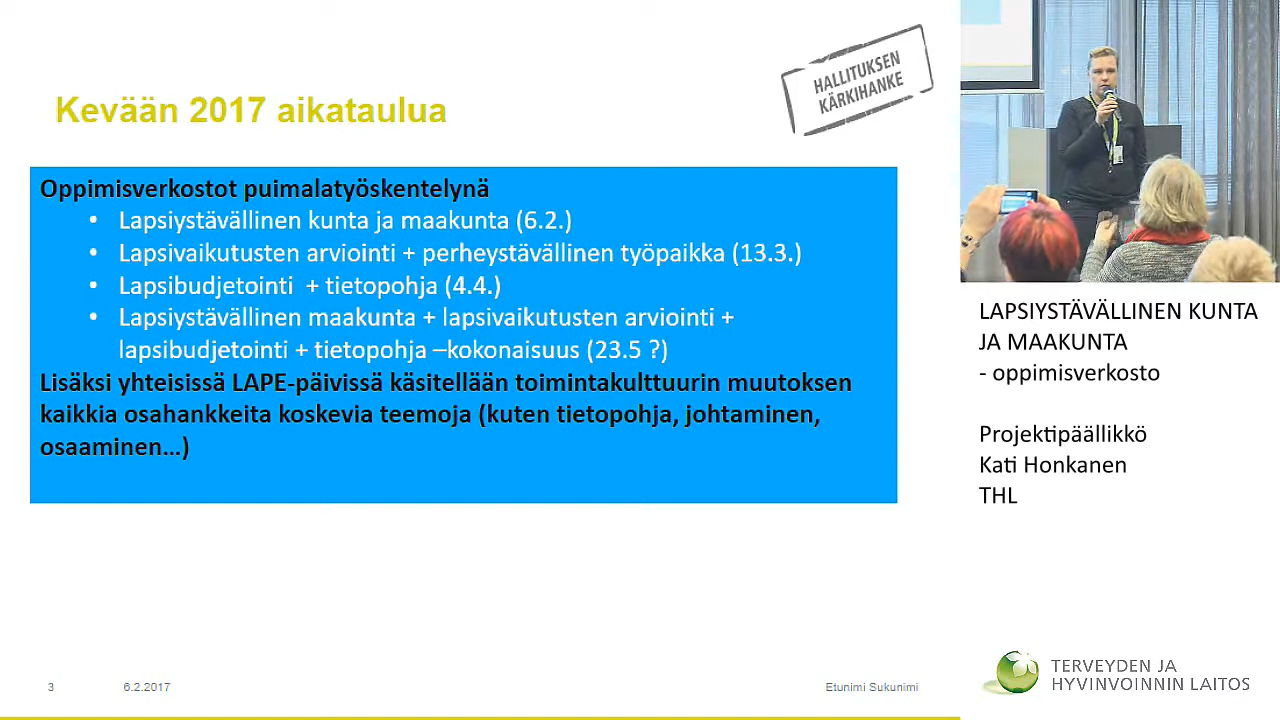 HALLITUKSEN
KÄRKIHANKE
Kevään 2017 aikataulua
Oppimisverkostot puimalatyöskentelynä
• Lapsiystävällinen kunta ja maakunta (6.2.)
• Lapsivaikutusten arviointi + perheystävällinen työpaikka (13.3.)
• Lapsibudjetointi + tietopohja (4.4.)
• Lapsiystävällinen maakunta + lapsivaikutusten arviointi +
lapsibudjetointi + tietopohja –kokonaisuus (23.5 ?)
Lisäksi yhteisissä LAPE-päivissä käsitellään toimintakulttuurin muutoksen
kaikkia osahankkeita koskevia teemoja (kuten tietopohja, johtaminen,
osaaminen…)
3 6.2.2017 Etunimi Sukunimi
LAPSIYSTÄVÄLLINEN KUNTA
JA MAAKUNTA
- oppimisverkosto
Projektipäällikkö
Kati Honkanen
THL
TERVEYDEN JA
HYVINVOINNIN LAITOS